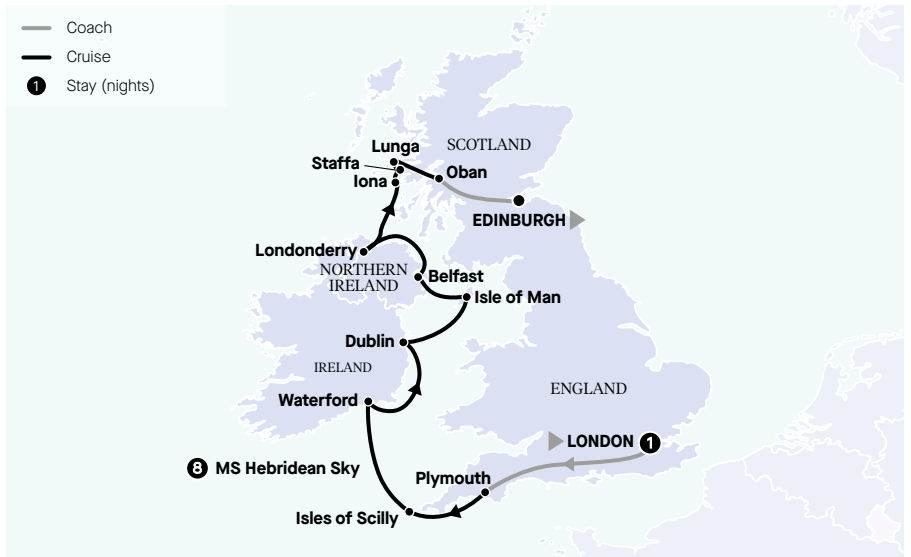 Coach
Cruise
1 Stay (nights)
SCOTLAND
Lunga
Staffa
Oban
Iona
EDINBURGH
Londonderry
NORTHERN
IRELAND
Belfast
Isle of Man
Dublin
IRELAND
ENGLAND
Waterford
LONDON 1
8 MS Hebridean Sky
Plymouth
Isles of Scilly